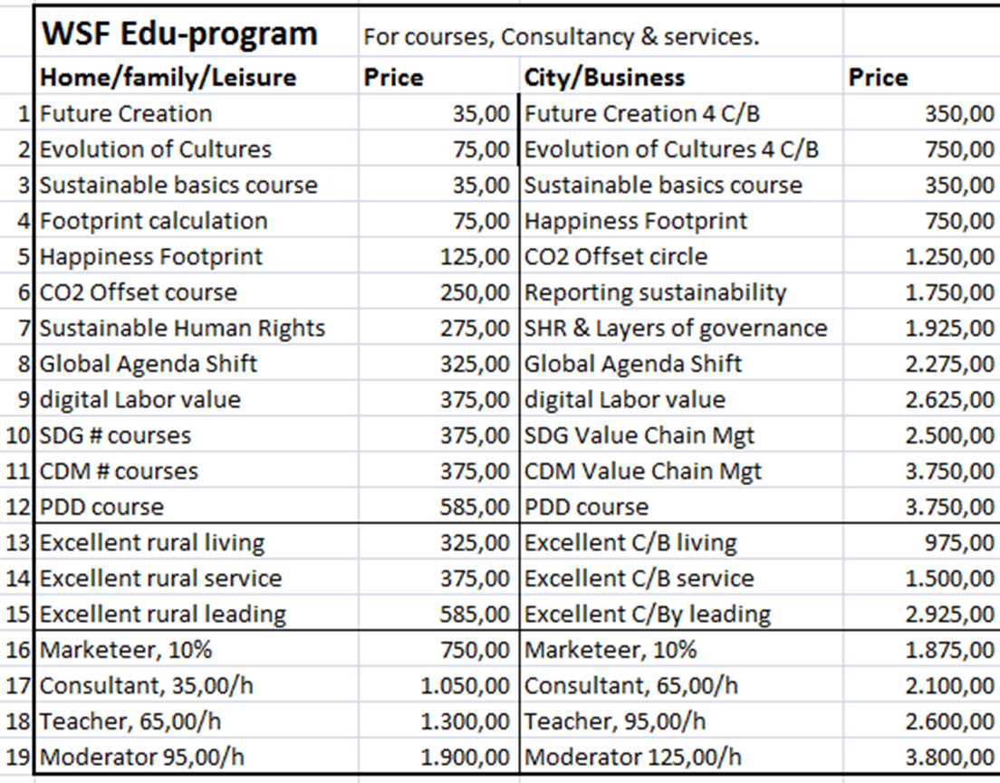 WSF Edu-program For courses, Consultancy & services.
Home/family/Leisure Price City/Business Price
1 Future Creation 35,00 Future Creation 4 C/B 350,00
2 Evolution of Cultures 75,00 Evolution of Cultures 4 C/B 750,00
3 Sustainable basics course 35,00 Sustainable basics course 350,00
4 Footprint calculation 75,00 Happiness Footprint 750,00
5 Happiness Footprint 125,00 CO2 Offset circle 1.250,00
6 CO2 Offset course 250,00 Reporting sustainability 1.750,00
7 Sustainable Human Rights 275,00 SHR & Layers of governance 1.925,00
8 Global Agenda Shift 325,00 Global Agenda Shift 2.275,00
9 digital Labor value 375,00 digital Labor value 2.625,00
10 SDG # courses 375,00 SDG Value Chain Mgt 2.500,00
11 CDM # courses 375,00 CDM Value Chain Mgt 3.750,00
12 PDD course 585,00 PDD course 3.750,00
13 Excellent rural living 325,00 Excellent C/B living 975,00
14 Excellent rural service 375,00 Excellent C/B service 1.500,00
15 Excellent rural leading 585,00 Excellent C/By leading 2.925,00
16 Marketeer, 10% 750,00 Marketeer, 10% 1.875,00
17 Consultant, 35,00/h 1.050,00 Consultant, 65,00/h 2.100,00
18 Teacher, 65,00/h 1.300,00 Teacher, 95,00/h 2.600,00
19 Moderator 95,00/h 1.900,00 Moderator 125,00/h 3.800,00